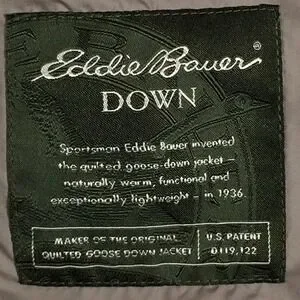 Eddie Bauer®
DOWN
Sportsman Eddie Bauer invented
the quilted goose-down jacket –
naturally warm, functional and
exceptionally lightweight – in 1936.
MAKER OF THE ORIGINAL
QUILTED GOOSE DOWN JACKET
U.S. PATENT
D119,122